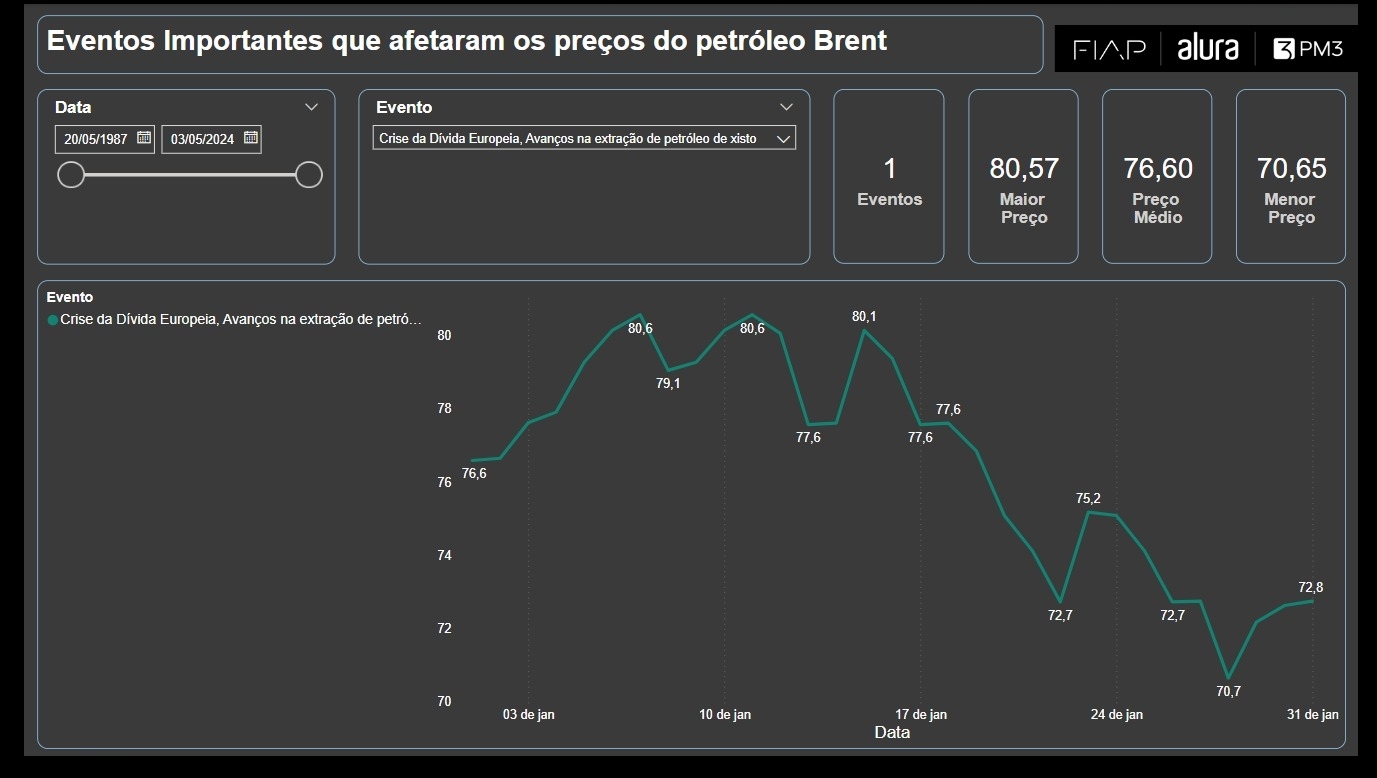 Eventos Importantes que afetaram os preços do petróleo Brent
FIAP
alura
3 PM3
Data
20/05/1987
03/05/2024
Evento
Crise da Dívida Europeia, Avanços na extração de petróleo de xisto
1
Eventos
80,57
Maior
Preço
76,60
Preço
Médio
70,65
Menor
Preço
Evento
Crise da Dívida Europeia, Avanços na extração de petró…
80
78
76
74
72
70
76,6
80,6
79,1
80,6
77,6
80,1
77,6
77,6
72,7
75,2
72,7
70,7
72,8
03 de jan
10 de jan
17 de jan
24 de jan
31 de jan
Data